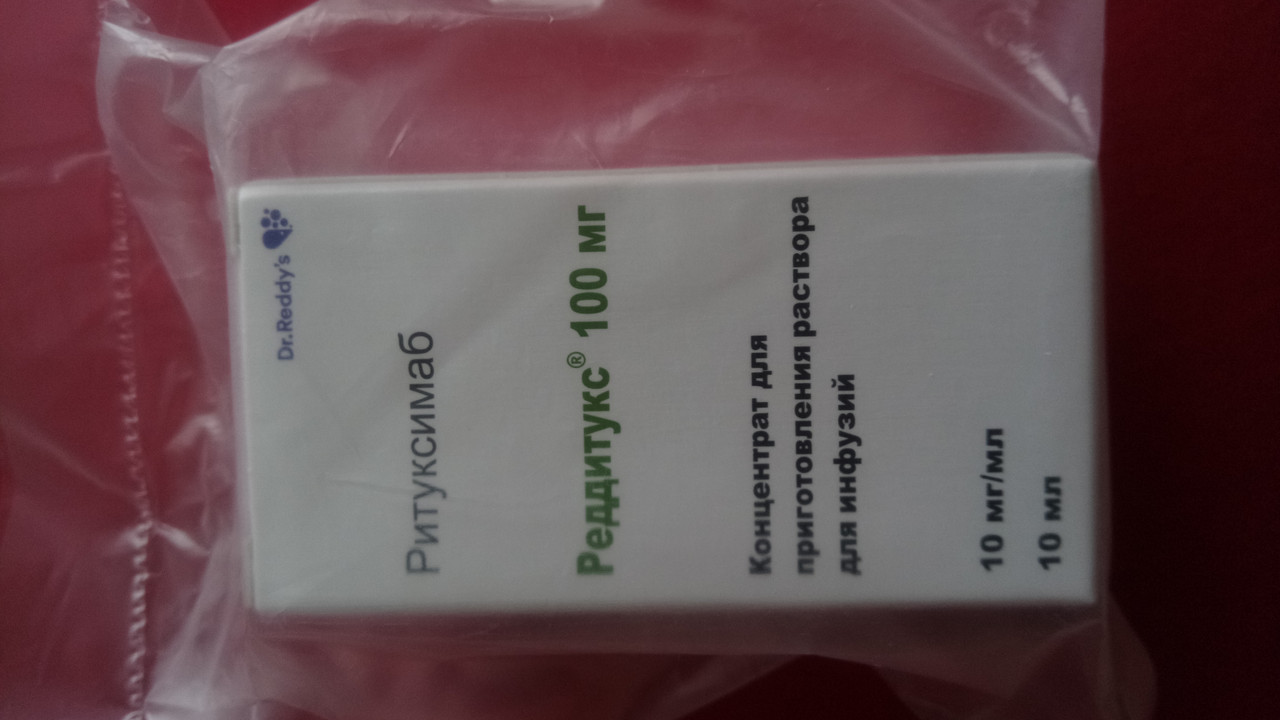 Dr.Reddy's
Ритуксимаб
Реддитукс® 100 мг
Концентрат для
приготовления раствора
для инфузий
10 мг/мл
10 мл